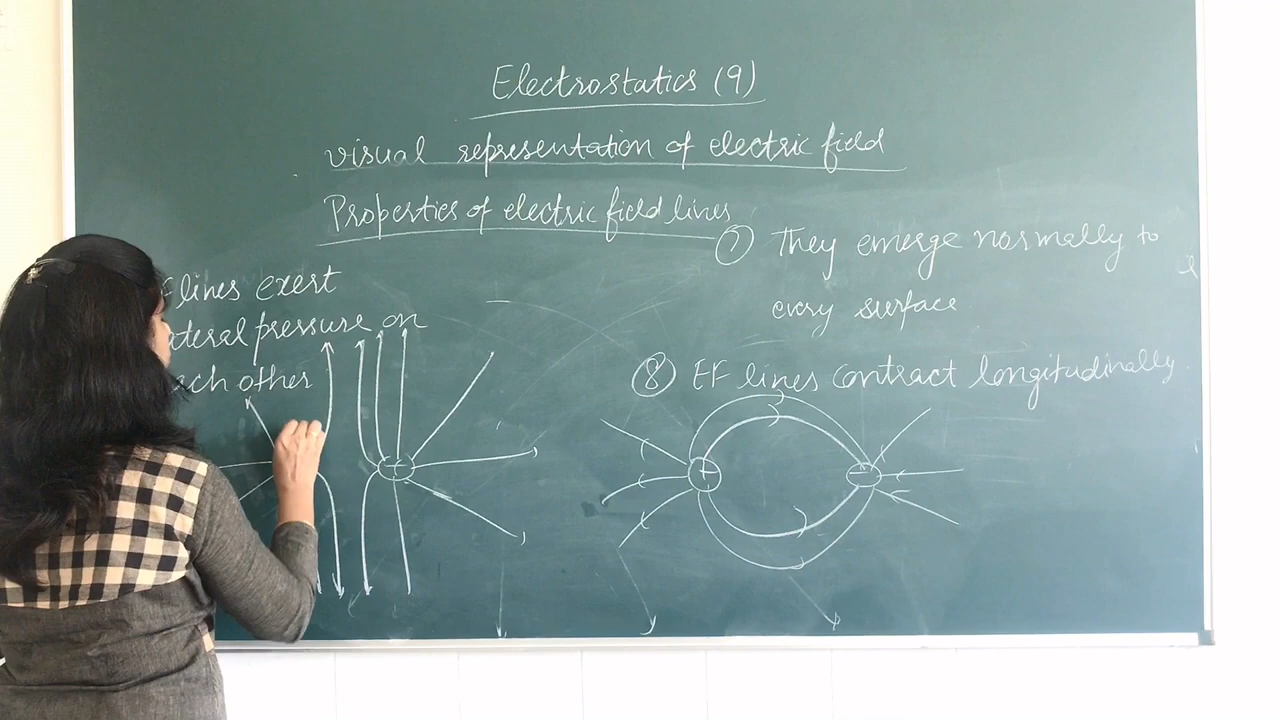 Electrostatics (9)
visual representation of electric field
Properties of electric field lines
lines exert
lateral pressure on
each other
+
⑦ They emerge normally to
every surface
⑧ EF lines contract longitudinally
+ −